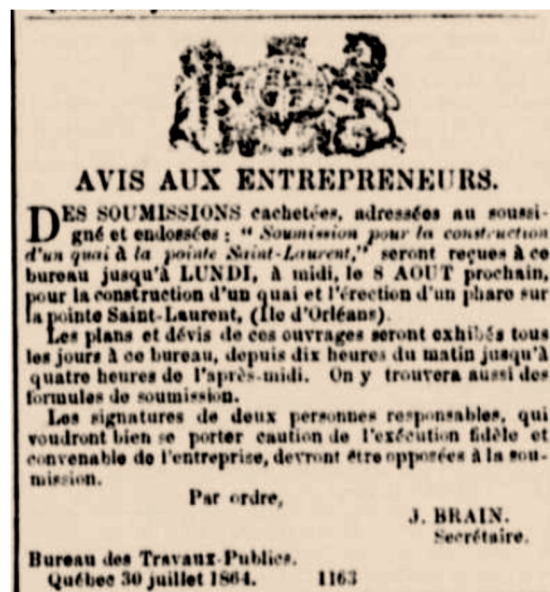 AVIS AUX ENTREPRENEURS.
DES SOUMISSIONS cachetées, adressées au soussi-
gné et endossées : “ Soumission pour la construction
d'un quai à la pointe Saint-Laurent,” seront reçues à ce
bureau jusqu'à LUNDI, à midi, le 8 AOUT prochain,
pour la construction d'un quai et l'érection d'un phare sur
la pointe Saint-Laurent, (Ile d'Orléans).
Les plans et dévis de ces ouvrages seront exhibés tous
les jours à ce bureau, depuis dix heures du matin jusqu'à
quatre heures de l'après-midi. On y trouvera aussi des
formules de soumission.
Les signatures de deux personnes responsables, qui
voudront bien se porter caution de l'exécution fidèle et
convenable de l'entreprise, devront être opposées à la sou-
mission.
Par ordre,
J. BRAIN.
Secrétaire.
Bureau des Travaux-Publics.
Québec 30 juillet 1864. 1163